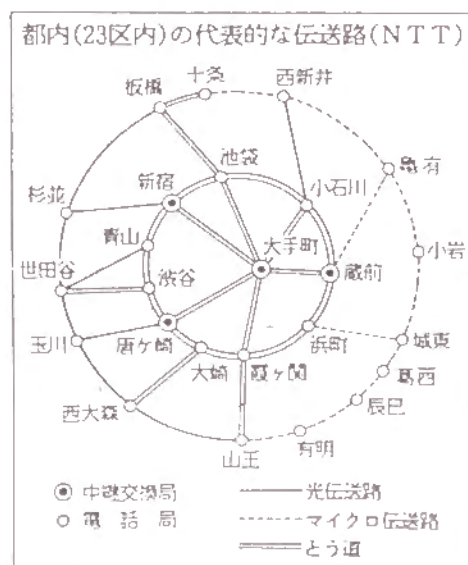 都内(23区内)の代表的な伝送路(NTT)
十条
西新井
板橋
池袋
亀有
新宿
小石川
杉並
青山
大手町
小岩
世田谷
渋谷
蔵前
玉川
唐ヶ崎
浜町
城東
大崎
霞ヶ関
葛西
西大森
辰巳
有明
山王
中継交換局
光伝送路
電話局
マイクロ伝送路
とう道